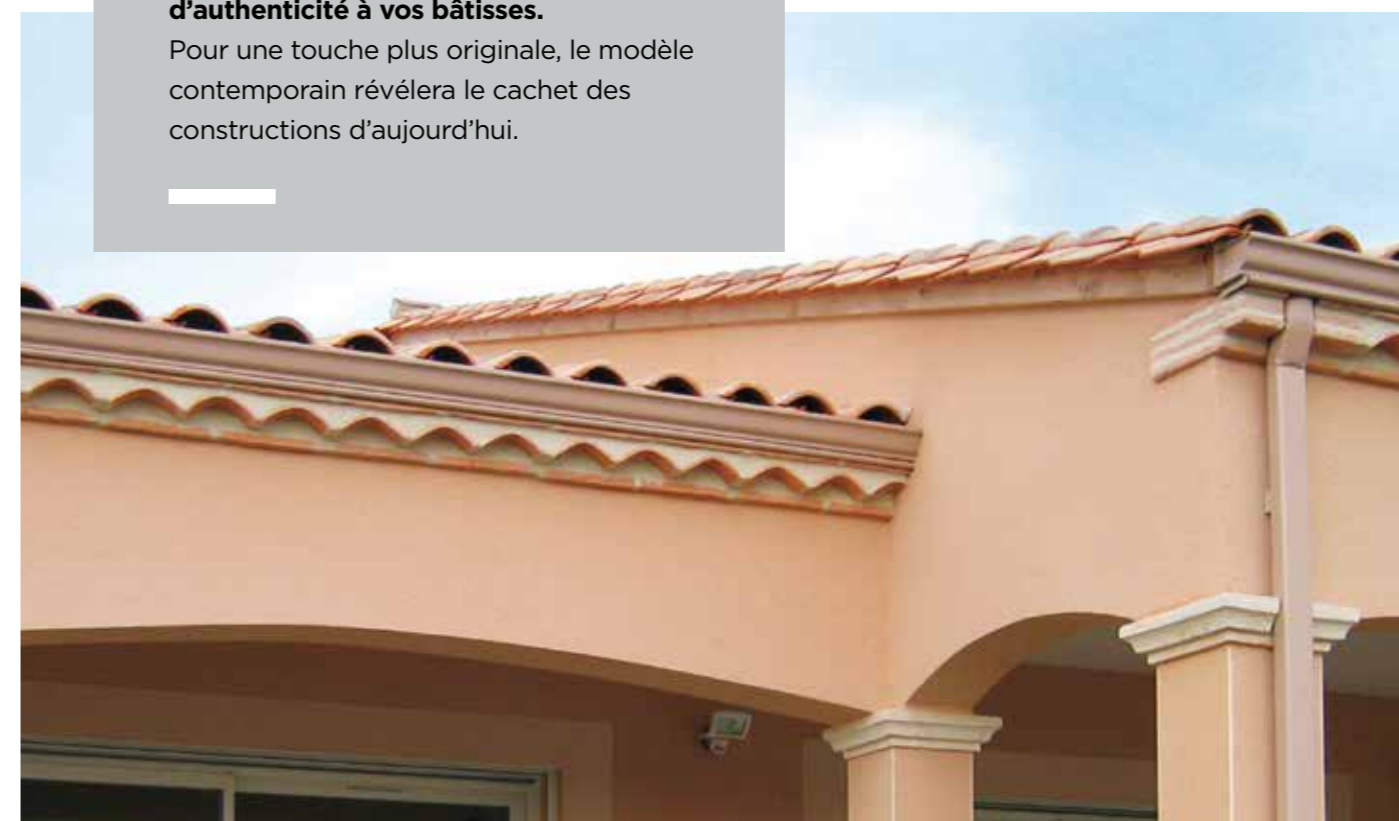 d’authenticité à vos bâtisses.
Pour une touche plus originale, le modèle
contemporain révélera le cachet des
constructions d’aujourd’hui.